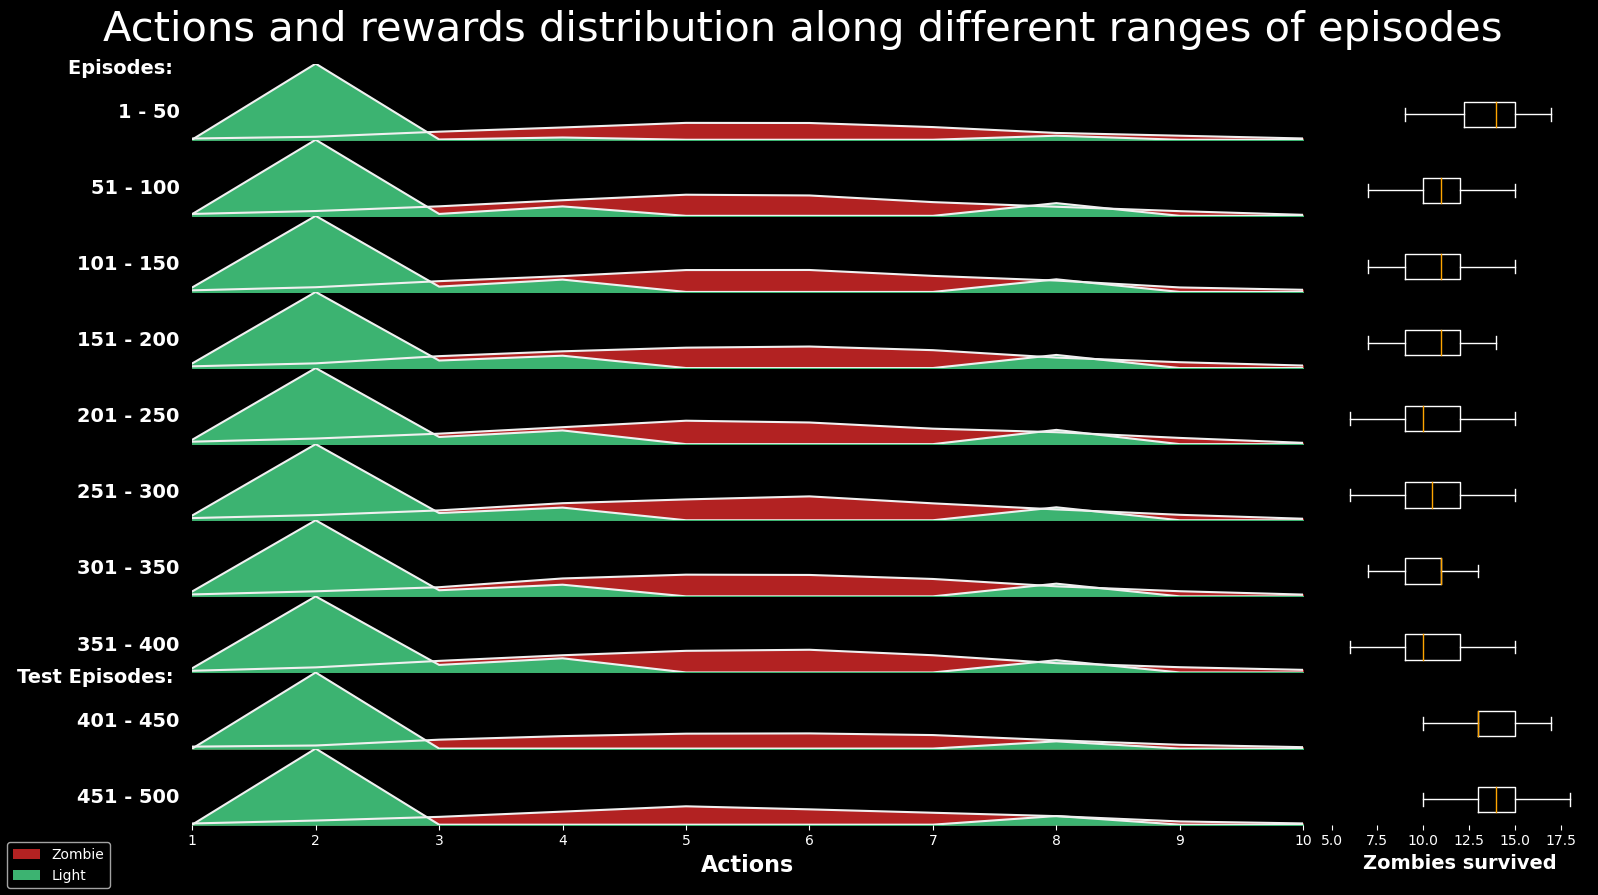 Actions and rewards distribution along different ranges of episodes
Episodes:
1 - 50
51 - 100
101 - 150
151 - 200
201 - 250
251 - 300
301 - 350
351 - 400
Test Episodes:
401 - 450
451 - 500
1 2 3 4 5 6 7 8 9 10
5.0 7.5 10.0 12.5 15.0 17.5
Actions
Zombies survived
Zombie
Light